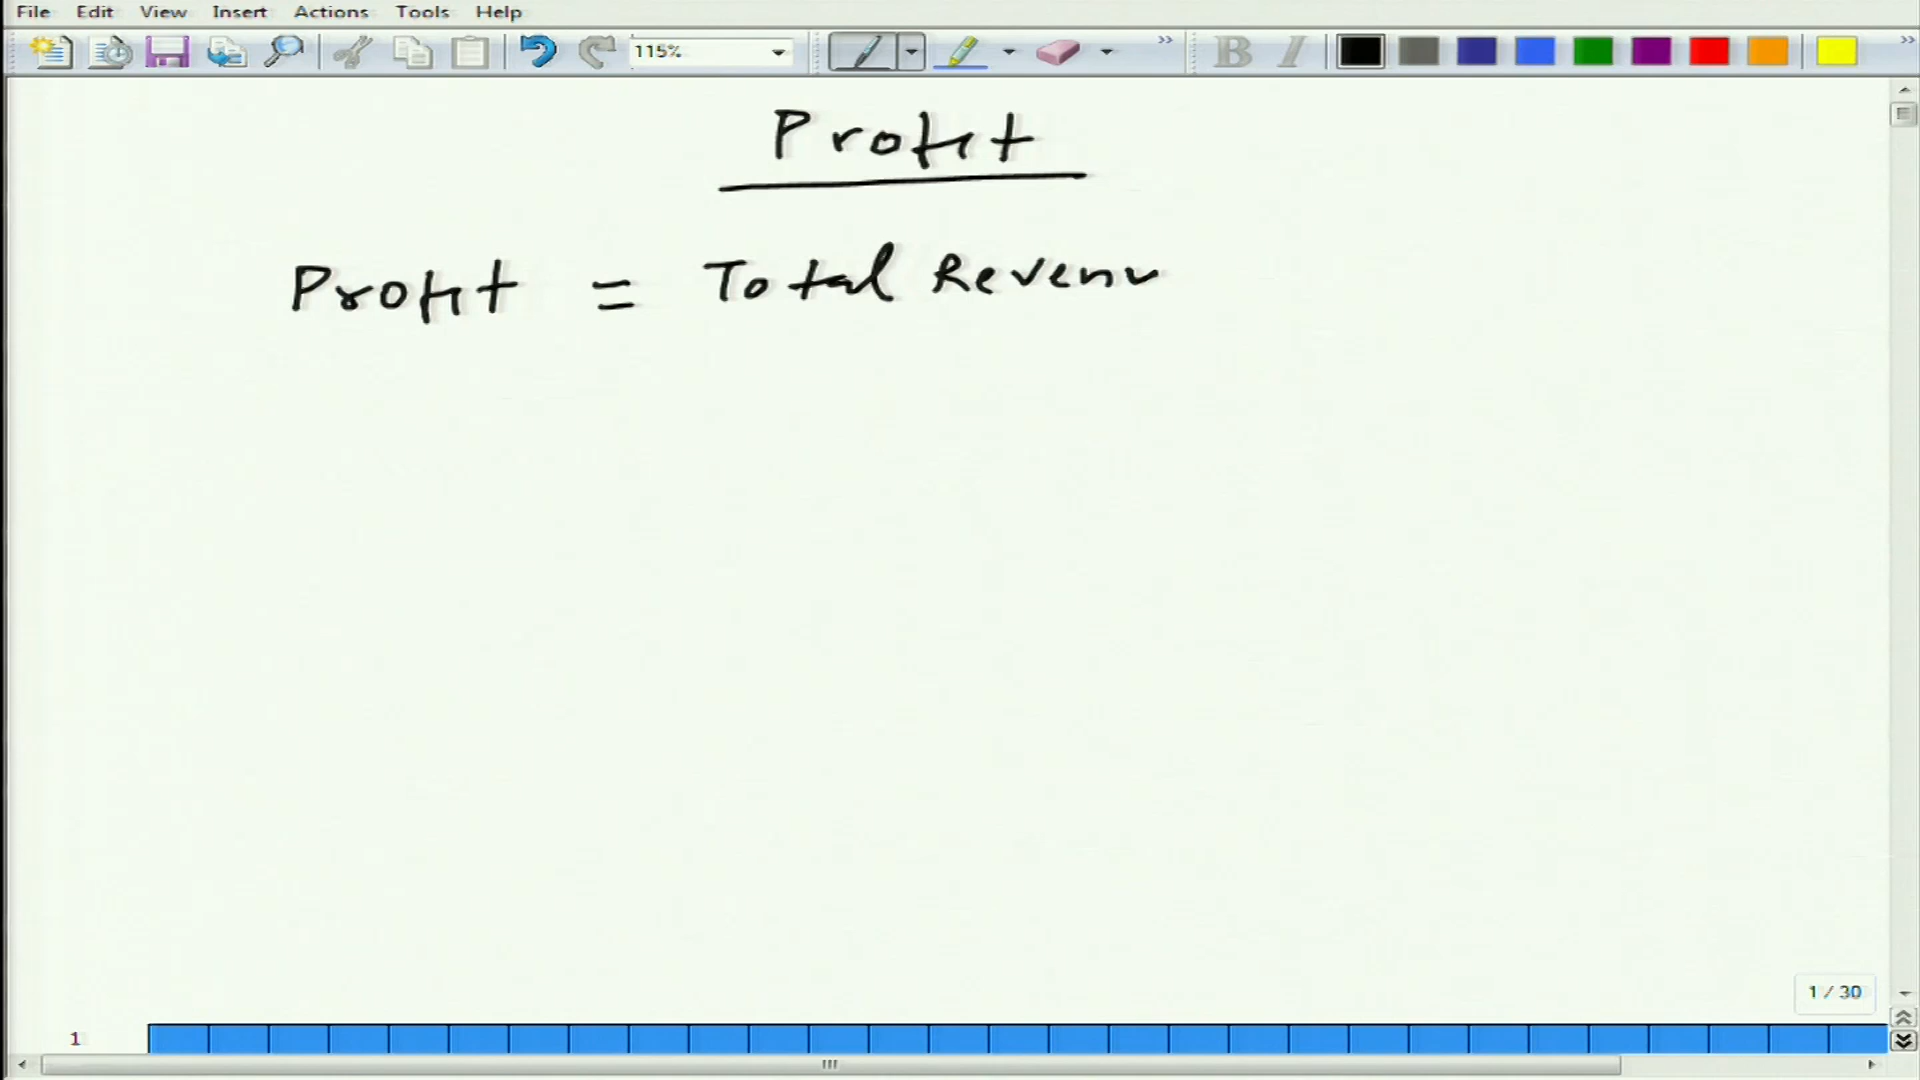 File Edit View Insert Actions Tools Help
115%
B I
Profit
Profit = Total Revenu
1 / 30
1